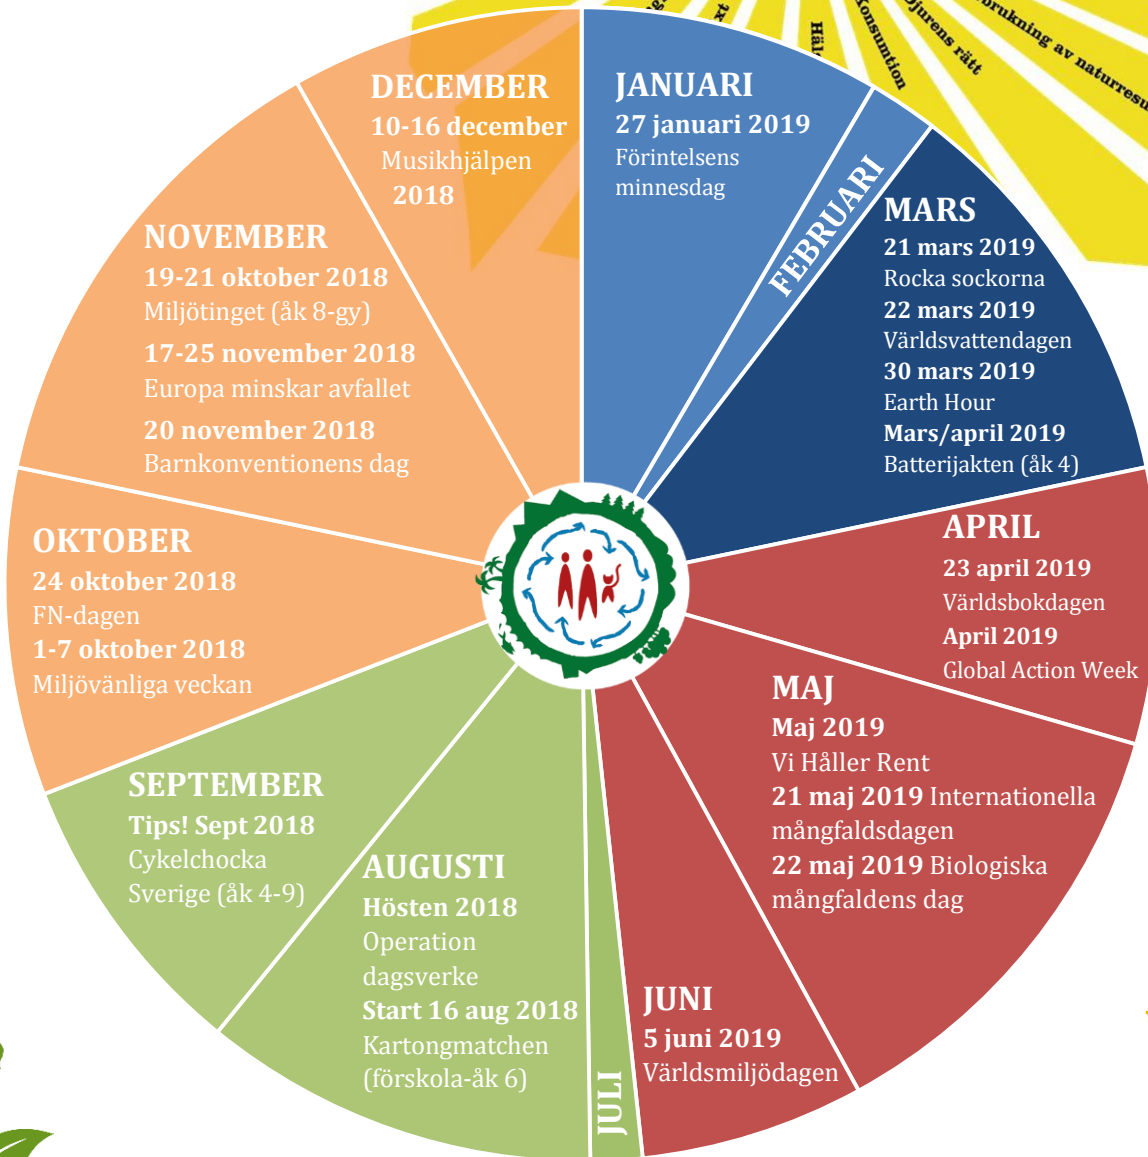 Konsumtion
Djurens rätt
av naturresu
JANUARI
27 januari 2019
Förintelsens
minnesdag
FEBRUARI
MARS
21 mars 2019
Rocka sockorna
22 mars 2019
Världsvattendagen
30 mars 2019
Earth Hour
Mars/april 2019
Batterijakten (åk 4)
APRIL
23 april 2019
Världsbokdagen
April 2019
Global Action Week
MAJ
Maj 2019
Vi Håller Rent
21 maj 2019 Internationella
mångfaldsdagen
22 maj 2019 Biologiska
mångfaldens dag
JUNI
5 juni 2019
Världsmiljödagen
JULI
AUGUSTI
Hösten 2018
Operation
dagsverke
Start 16 aug 2018
Kartongmatchen
(förskola-åk 6)
SEPTEMBER
Tips! Sept 2018
Cykelchocka
Sverige (åk 4-9)
OKTOBER
24 oktober 2018
FN-dagen
1-7 oktober 2018
Miljövänliga veckan
NOVEMBER
19-21 oktober 2018
Miljötinget (åk 8-gy)
17-25 november 2018
Europa minskar avfallet
20 november 2018
Barnkonventionens dag
DECEMBER
10-16 december
Musikhjälpen
2018